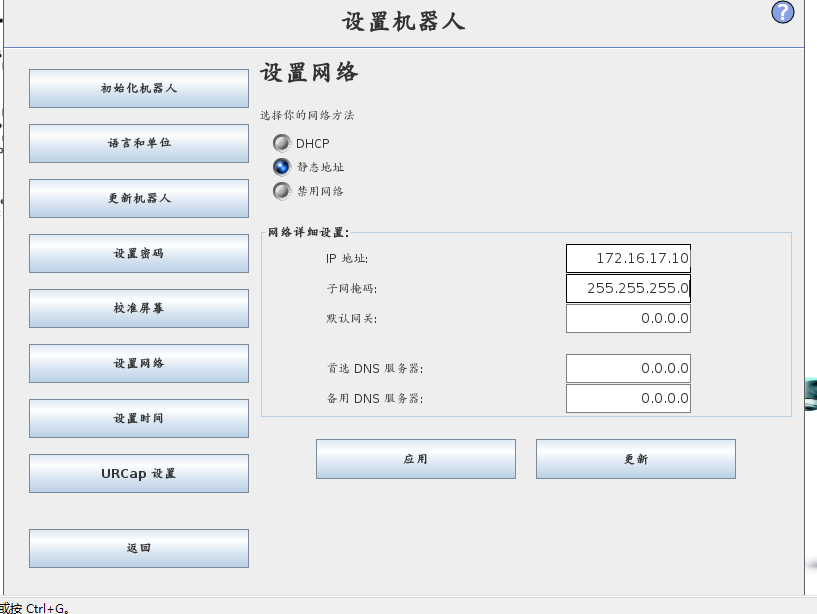 设置机器人
?
初始化机器人
语言和单位
更新机器人
设置密码
校准屏幕
设置网络
设置时间
URCap 设置
返回
设置网络
选择你的网络方法
DHCP
静态地址
禁用网络
网络详细设置:
IP 地址: 172.16.17.10
子网掩码: 255.255.255.0
默认网关: 0.0.0.0
首选 DNS 服务器: 0.0.0.0
备用 DNS 服务器: 0.0.0.0
应用 更新
或按 Ctrl+G。